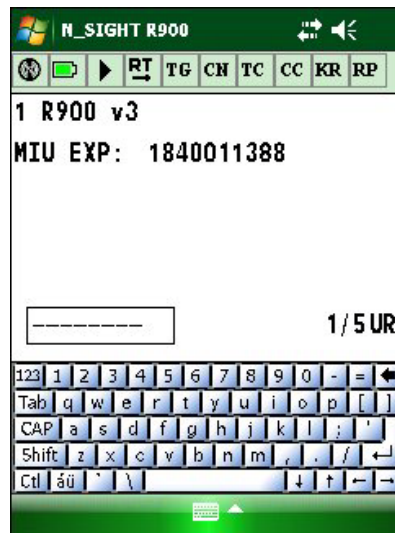 N_SIGHT R900
RT TG CN TC CC KR RP
1 R900 v3
MIU EXP: 1840011388
--------
1/5 UR
123 1 2 3 4 5 6 7 8 9 0 - =
Tab q w e r t y u i o p [ ]
CAP a s d f g h j k l ; '
Shift z x c v b n m , . /
Ctl áü ` \